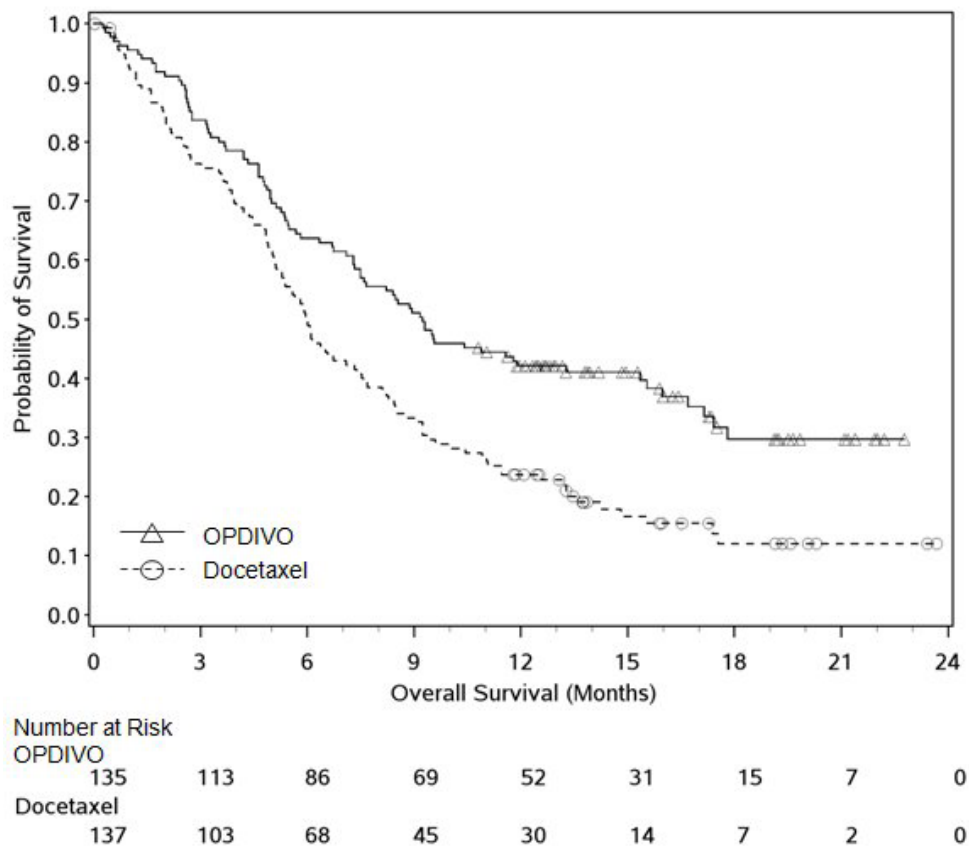 1.0
0.9
0.8
0.7
0.6
0.5
0.4
0.3
0.2
0.1
0.0
Probability of Survival
OPDIVO
Docetaxel
0 3 6 9 12 15 18 21 24
Overall Survival (Months)
Number at Risk
OPDIVO
135 113 86 69 52 31 15 7 0
Docetaxel
137 103 68 45 30 14 7 2 0